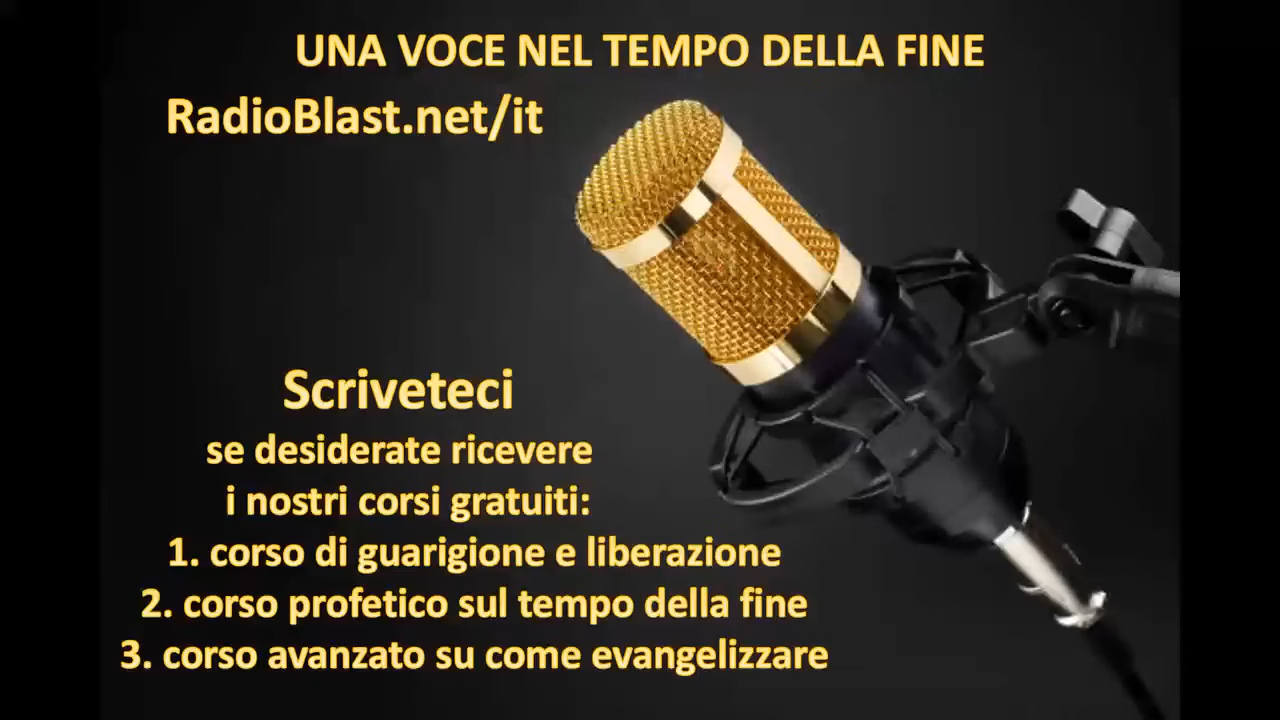 UNA VOCE NEL TEMPO DELLA FINE
RadioBlast.net/it
Scriveteci
se desiderate ricevere
i nostri corsi gratuiti:
1. corso di guarigione e liberazione
2. corso profetico sul tempo della fine
3. corso avanzato su come evangelizzare